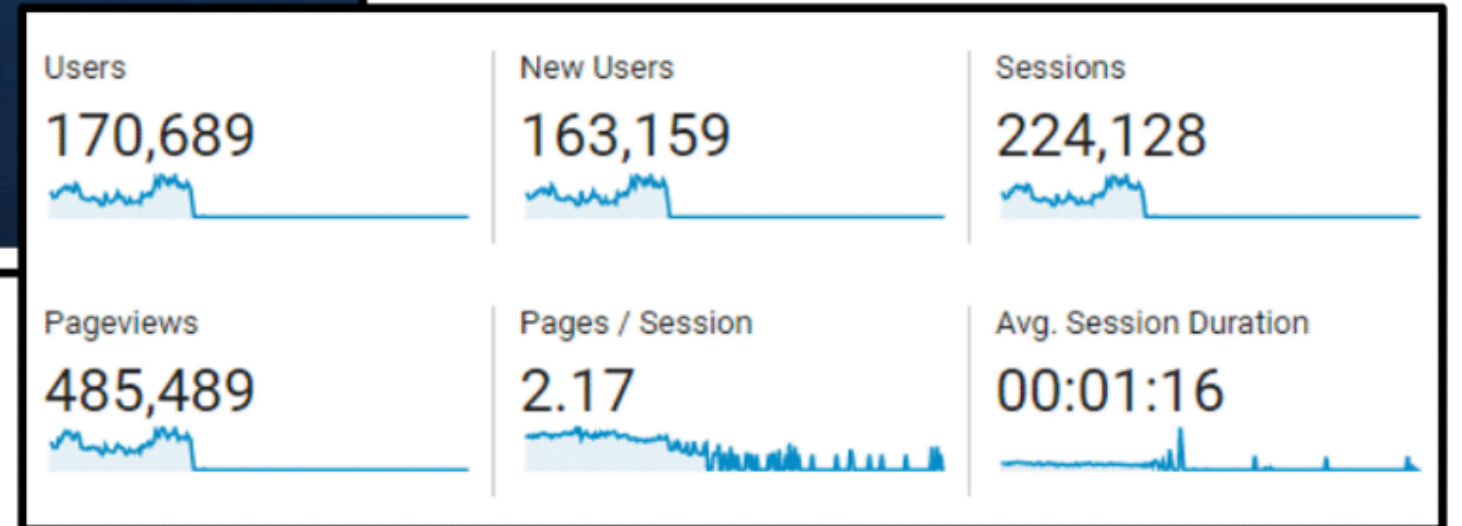 Users
170,689
New Users
163,159
Sessions
224,128
Pageviews
485,489
Pages / Session
2.17
Avg. Session Duration
00:01:16